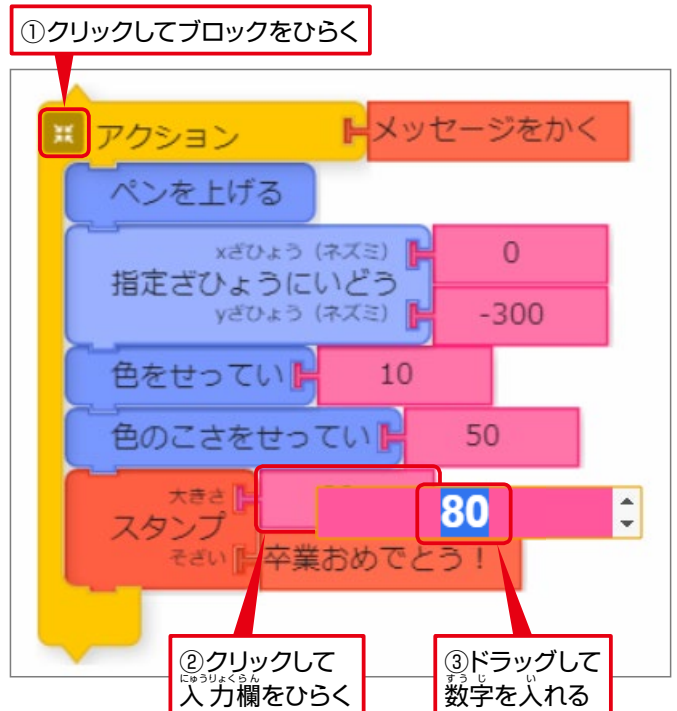 ①クリックしてブロックをひらく
アクション
メッセージをかく
ペンを上げる
xざひょう(ネズミ)
0
指定ざひょうにいどう
yざひょう(ネズミ)
-300
色をせってい
10
色のこさをせってい
50
大きさ
80
スタンプ
そざい
卒業おめでとう!
②クリックして
にゅうりょくらん
入力欄をひらく
③ドラッグして
すうじ い
数字を入れる